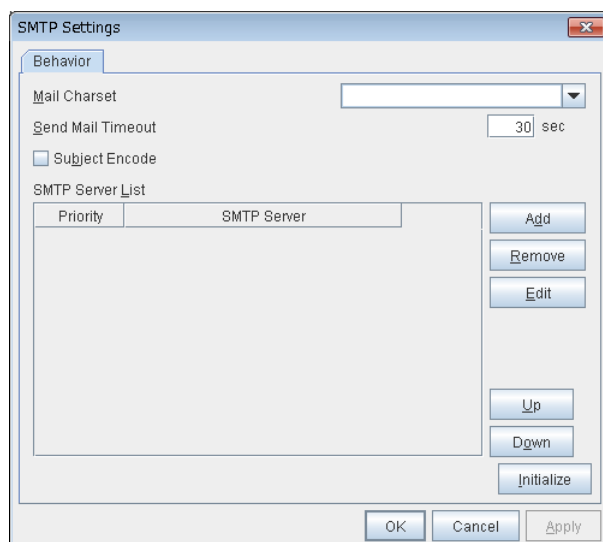 SMTP Settings
Behavior
Mail Charset
Send Mail Timeout 30 sec
Subject Encode
SMTP Server List
Priority SMTP Server
Add
Remove
Edit
Up
Down
Initialize
OK Cancel Apply